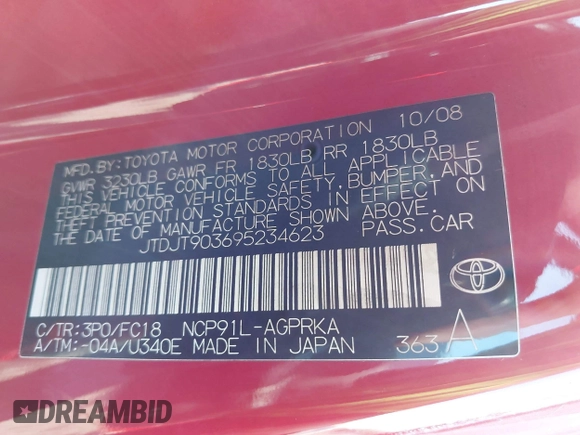 MFD.BY:TOYOTA MOTOR CORPORATION 10/08
GVWR 3230LB GAWR FR 1830LB RR 1830LB
THIS VEHICLE CONFORMS TO ALL APPLICABLE
FEDERAL MOTOR VEHICLE SAFETY,BUMPER,AND
THEFT PREVENTION STANDARDS IN EFFECT ON
THE DATE OF MANUFACTURE SHOWN ABOVE.
JTDJT903695234623 PASS.CAR
C/TR:3P0/FC18 NCP91L-AGPRKA
A/TM:-04A/U340E MADE IN JAPAN 363 A
DREAMBID